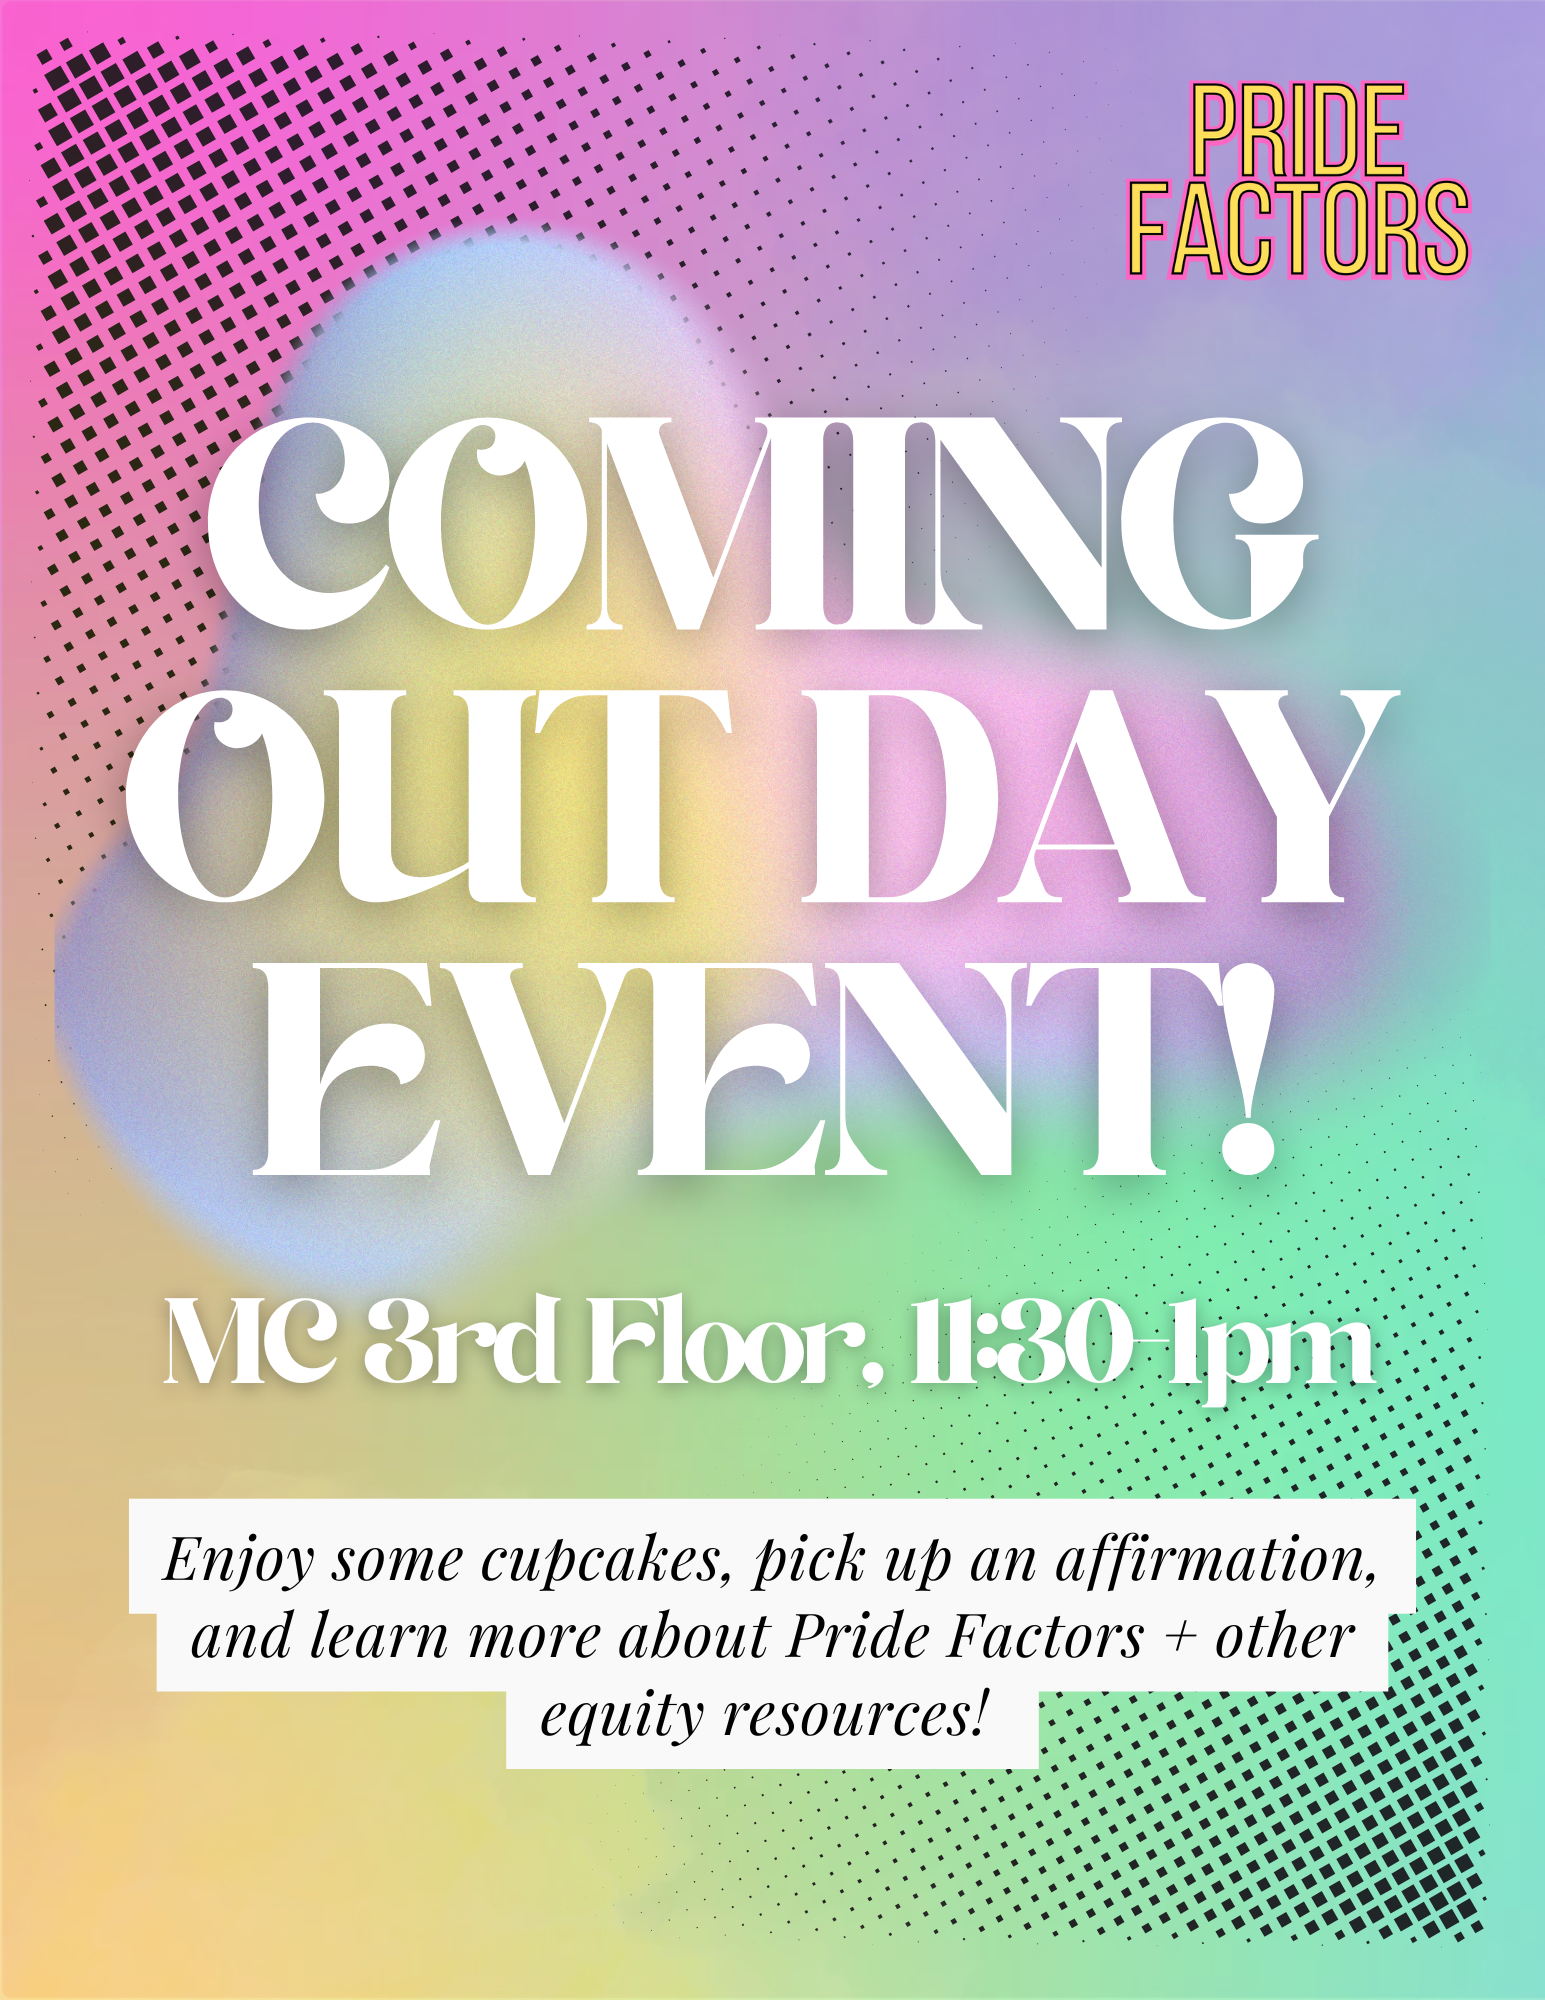 PRIDE
FACTORS
COMING
OUT DAY
EVENT!
MC 3rd Floor, 11:30-1pm
Enjoy some cupcakes, pick up an affirmation,
and learn more about Pride Factors + other
equity resources!